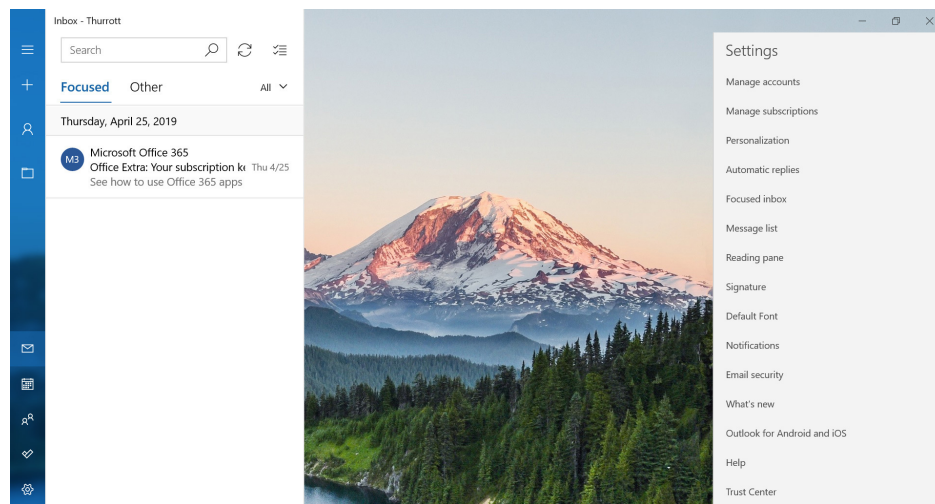 Inbox - Thurrott
Search
Focused Other All
Thursday, April 25, 2019
M3
Microsoft Office 365
Office Extra: Your subscription Thu 4/25
See how to use Office 365 apps
Settings
Manage accounts
Manage subscriptions
Personalization
Automatic replies
Focused inbox
Message list
Reading pane
Signature
Default Font
Notifications
Email security
What's new
Outlook for Android and iOS
Help
Trust Center